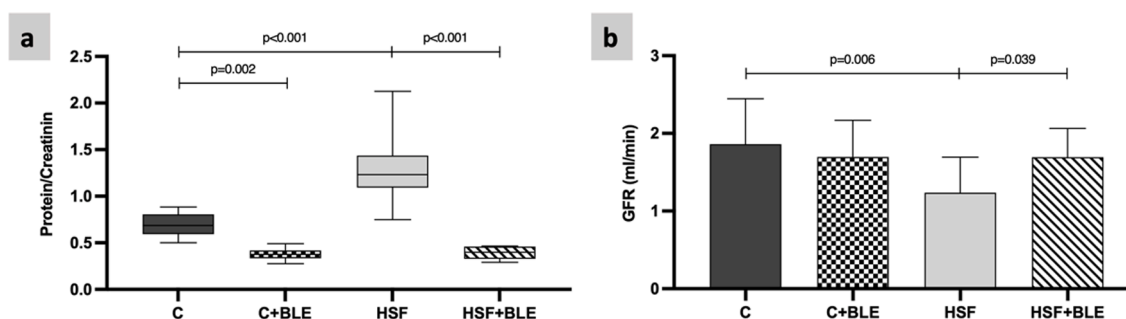 a
p<0.001 p<0.001
p=0.002
Protein/Creatinin
2.5
2.0
1.5
1.0
0.5
0.0
C C+BLE HSF HSF+BLE
b
p=0.006 p=0.039
GFR (ml/min)
3
2
1
0
C C+BLE HSF HSF+BLE